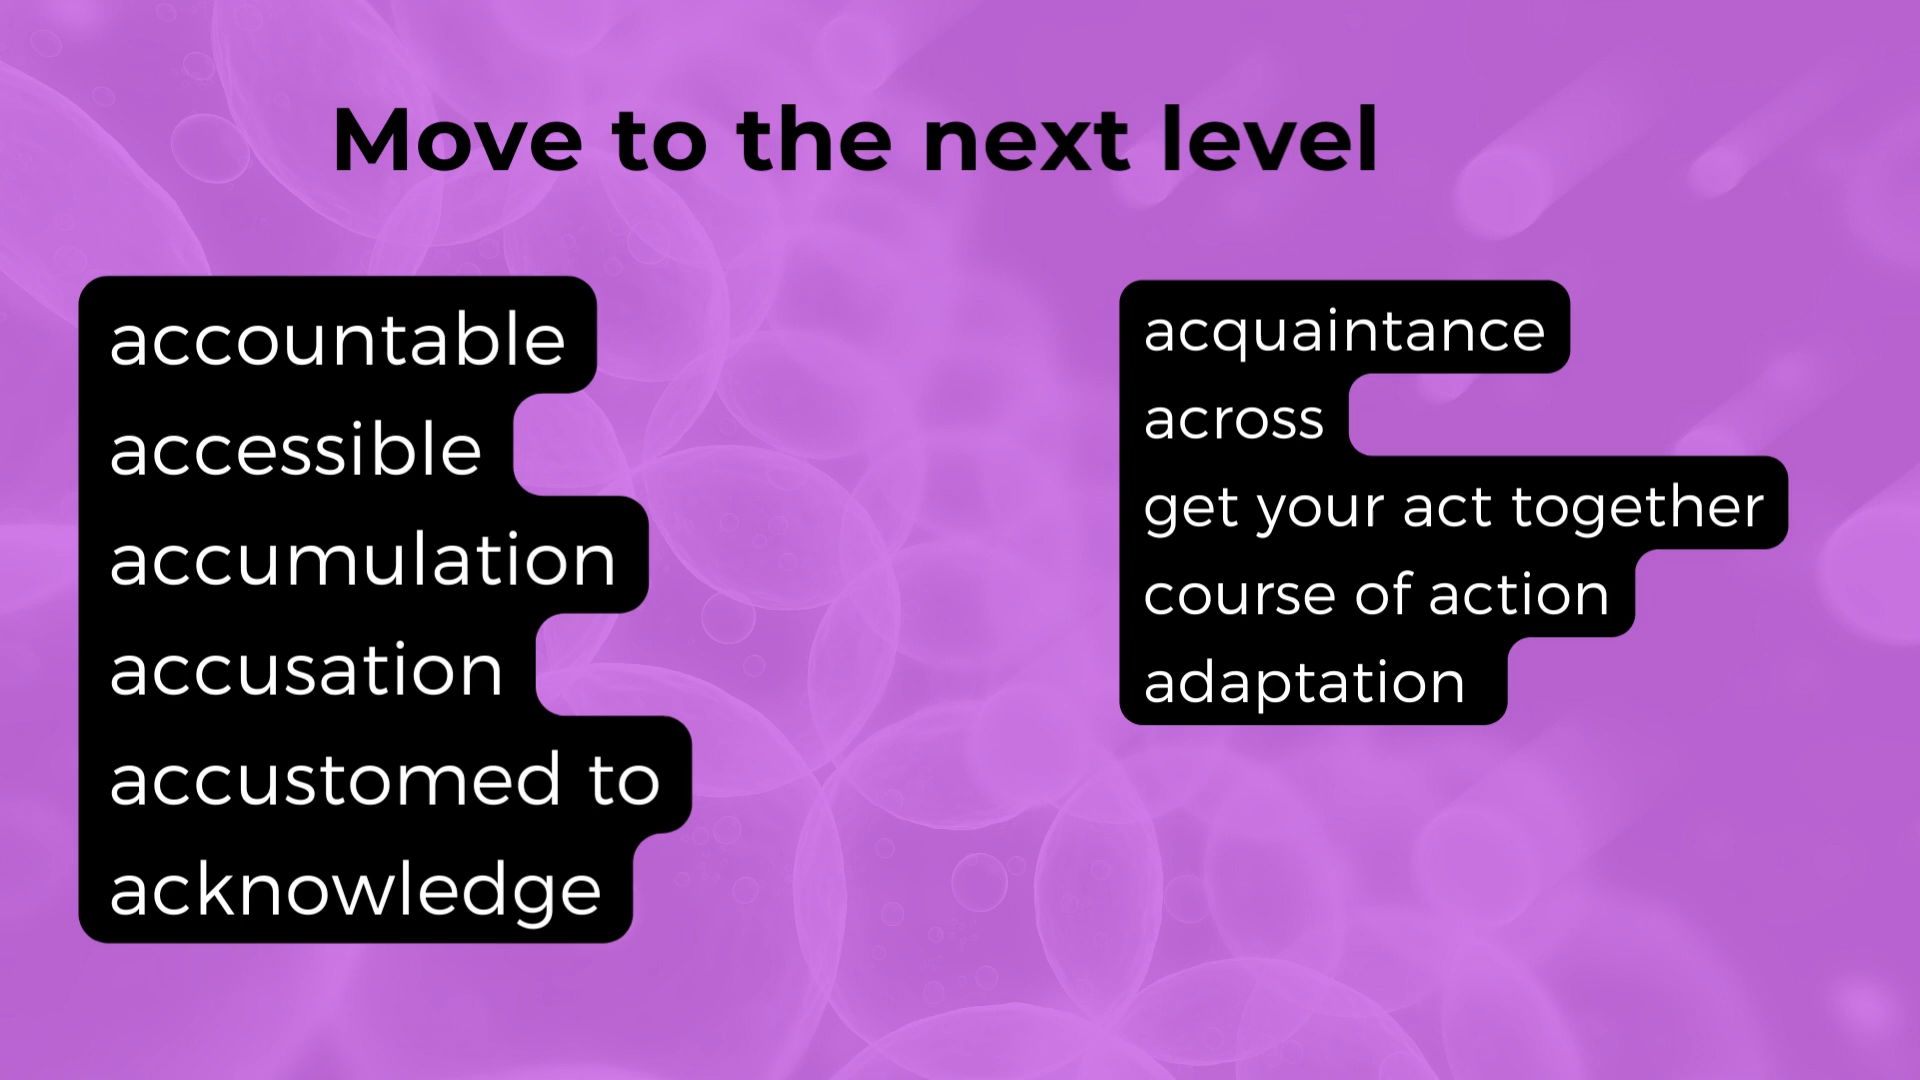 Move to the next level
accountable
accessible
accumulation
accusation
accustomed to
acknowledge
acquaintance
across
get your act together
course of action
adaptation